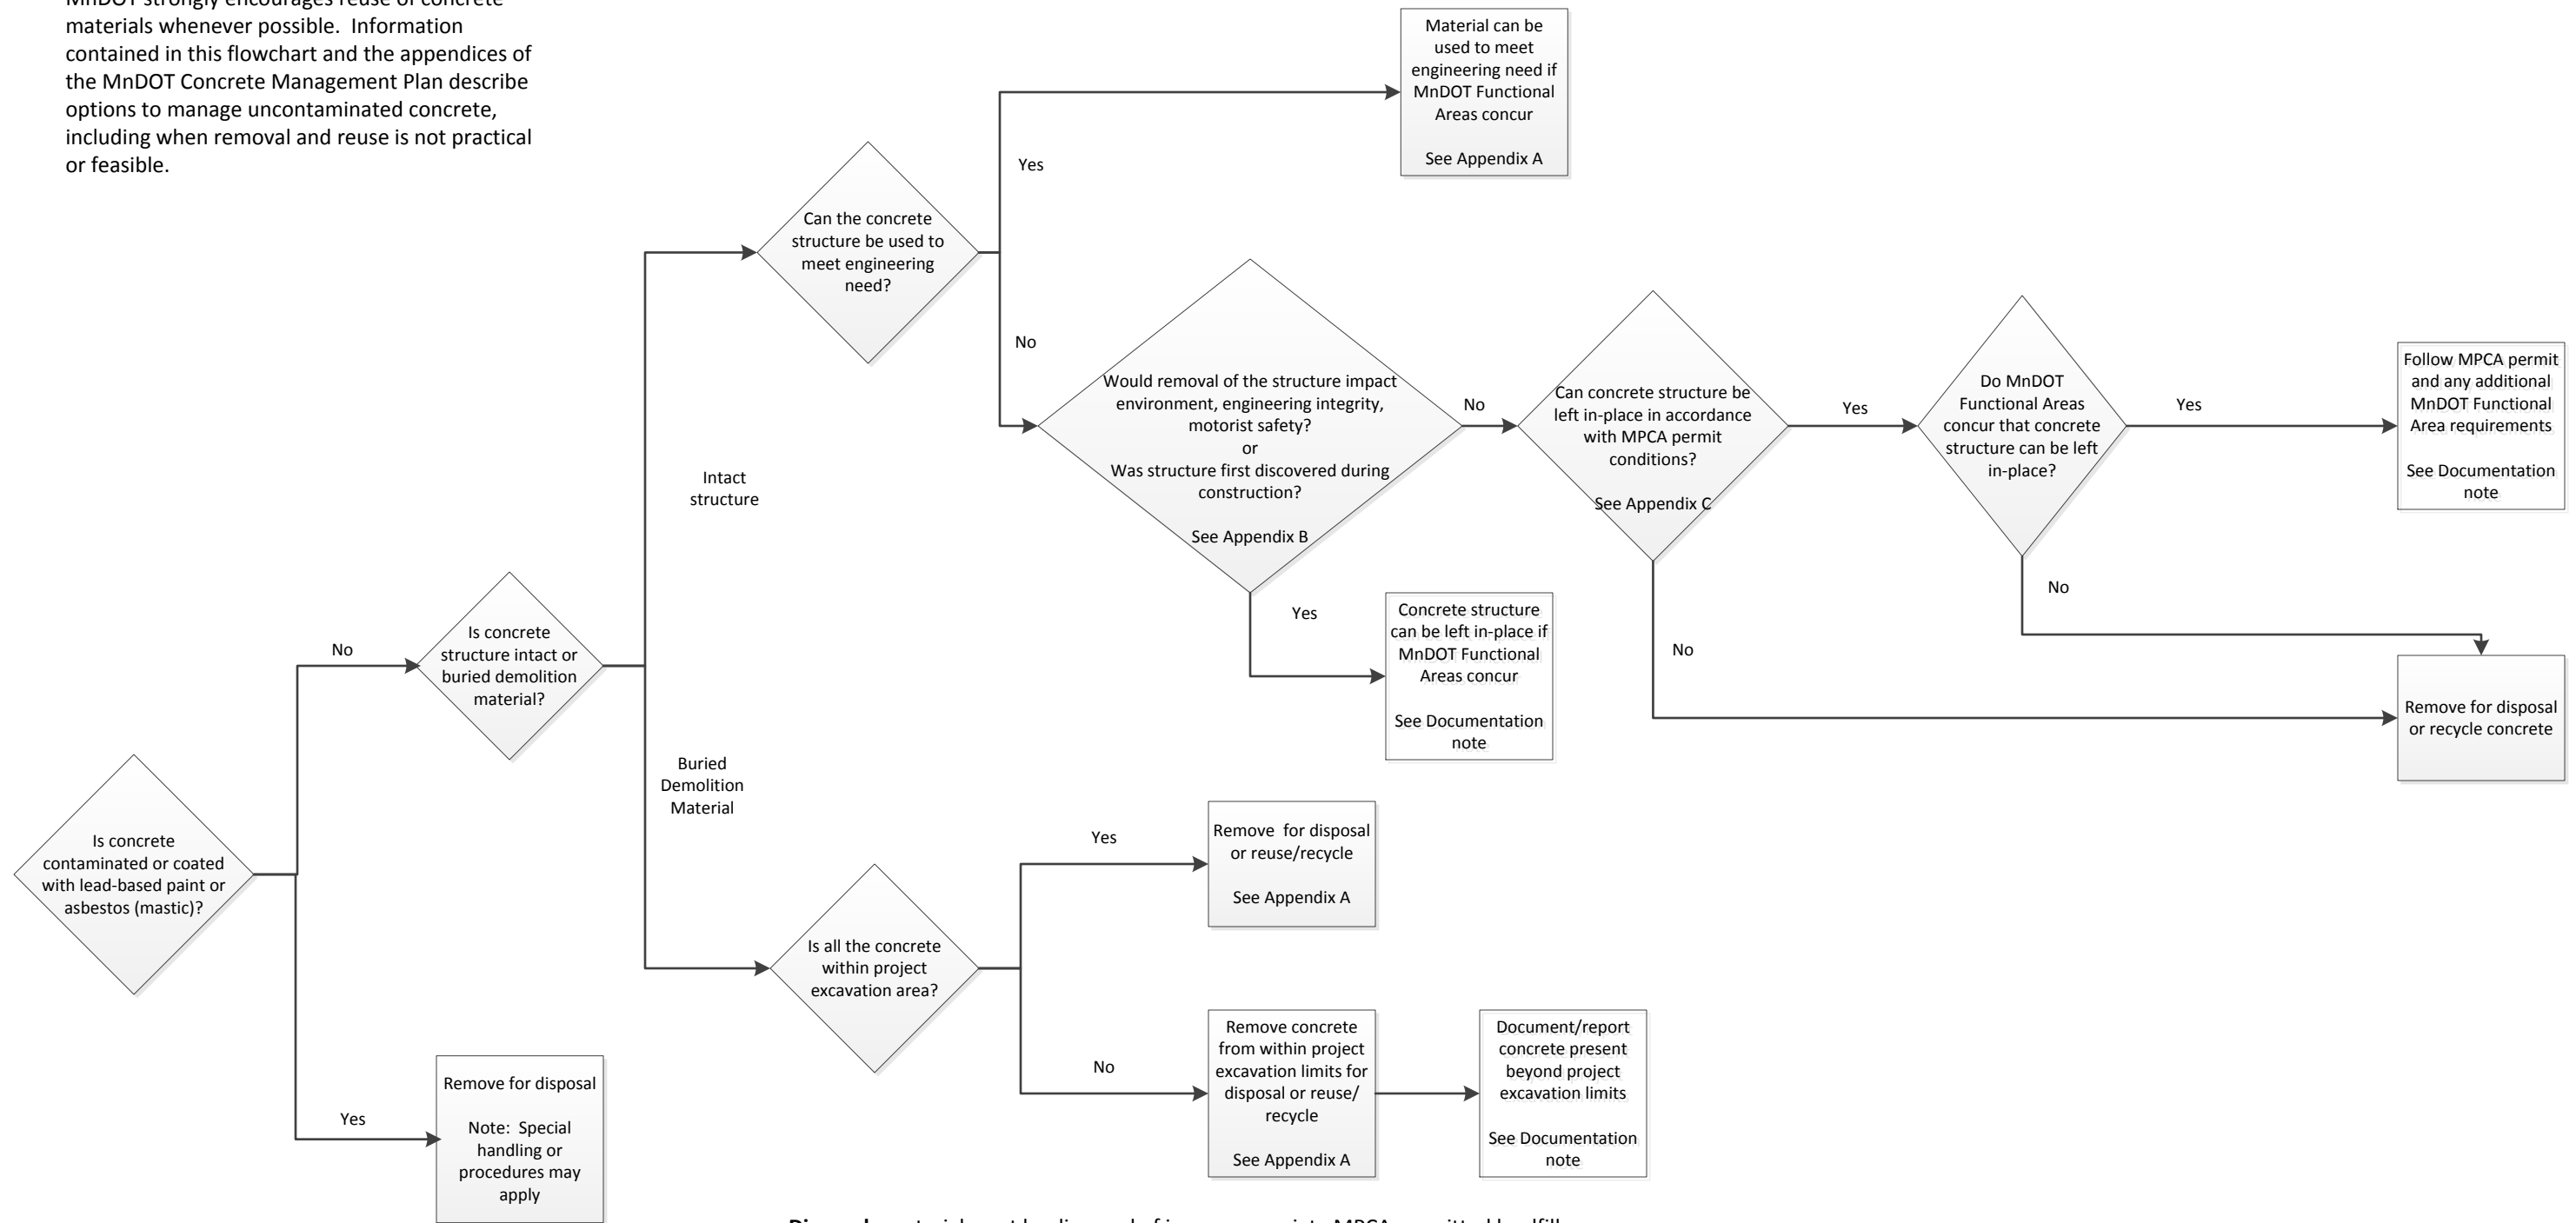 MnDOT strongly encourages reuse of concrete
materials whenever possible.  Information
contained in this flowchart and the appendices of
the MnDOT Concrete Management Plan describe
options to manage uncontaminated concrete,
including when removal and reuse is not practical
or feasible.
Material can be
used to meet
engineering need if
MnDOT Functional
Areas concur
See Appendix A
Yes
Can the concrete
structure be used to
meet engineering
need?
No
Would removal of the structure impact
environment, engineering integrity,
motorist safety?
or
Was structure first discovered during
construction?
See Appendix B
No
Can concrete structure be
left in-place in accordance
with MPCA permit
conditions?
See Appendix C
Yes
Do MnDOT
Functional Areas
concur that concrete
structure can be left
in-place?
Yes
Follow MPCA permit
and any additional
MnDOT Functional
Area requirements
See Documentation
note
Intact
structure
Yes
Concrete structure
can be left in-place if
MnDOT Functional
Areas concur
See Documentation
note
No
No
Remove for disposal
or recycle concrete
No
Is concrete
structure intact or
buried demolition
material?
Buried
Demolition
Material
Is concrete
contaminated or coated
with lead-based paint or
asbestos (mastic)?
Yes
Remove  for disposal
or reuse/recycle
See Appendix A
Is all the concrete
within project
excavation area?
No
Remove concrete
from within project
excavation limits for
disposal or reuse/
recycle
See Appendix A
Document/report
concrete present
beyond project
excavation limits
See Documentation
note
Yes
Remove for disposal
Note:  Special
handling or
procedures may
apply